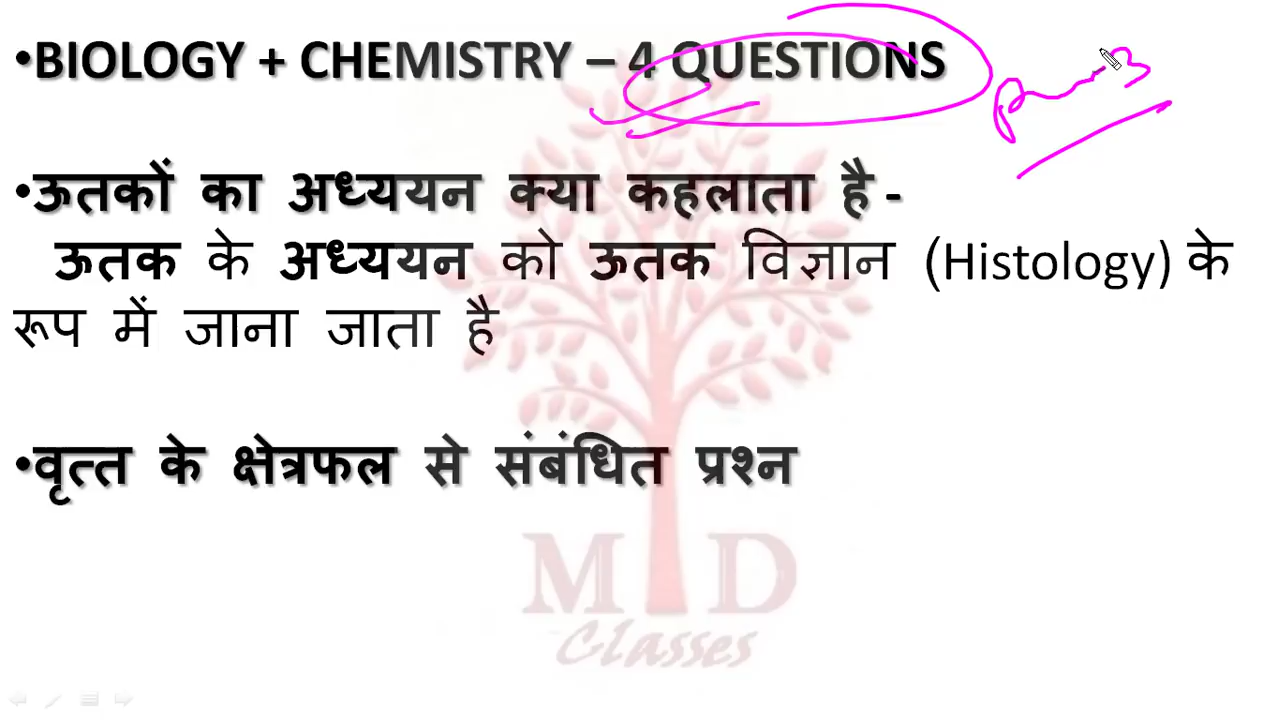 •BIOLOGY + CHEMISTRY – 4 QUESTIONS
•ऊतकों का अध्ययन क्या कहलाता है -
ऊतक के अध्ययन को ऊतक विज्ञान (Histology) के
रूप में जाना जाता है
•वृत्त के क्षेत्रफल से संबंधित प्रश्न
MD
Classes